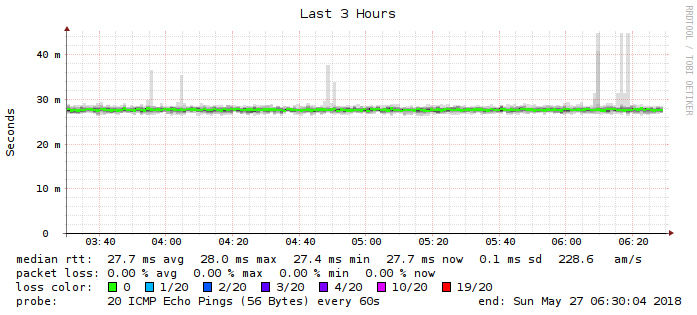 Last 3 Hours
RRDTOOL / TOBI OETIKER
Seconds
40 m
30 m
20 m
10 m
0
03:40 04:00 04:20 04:40 05:00 05:20 05:40 06:00 06:20
median rtt: 27.7 ms avg 28.0 ms max 27.4 ms min 27.7 ms now 0.1 ms sd 228.6 am/s
packet loss: 0.00 % avg 0.00 % max 0.00 % min 0.00 % now
loss color: 0 1/20 2/20 3/20 4/20 10/20 19/20
probe: 20 ICMP Echo Pings (56 Bytes) every 60s end: Sun May 27 06:30:04 2018